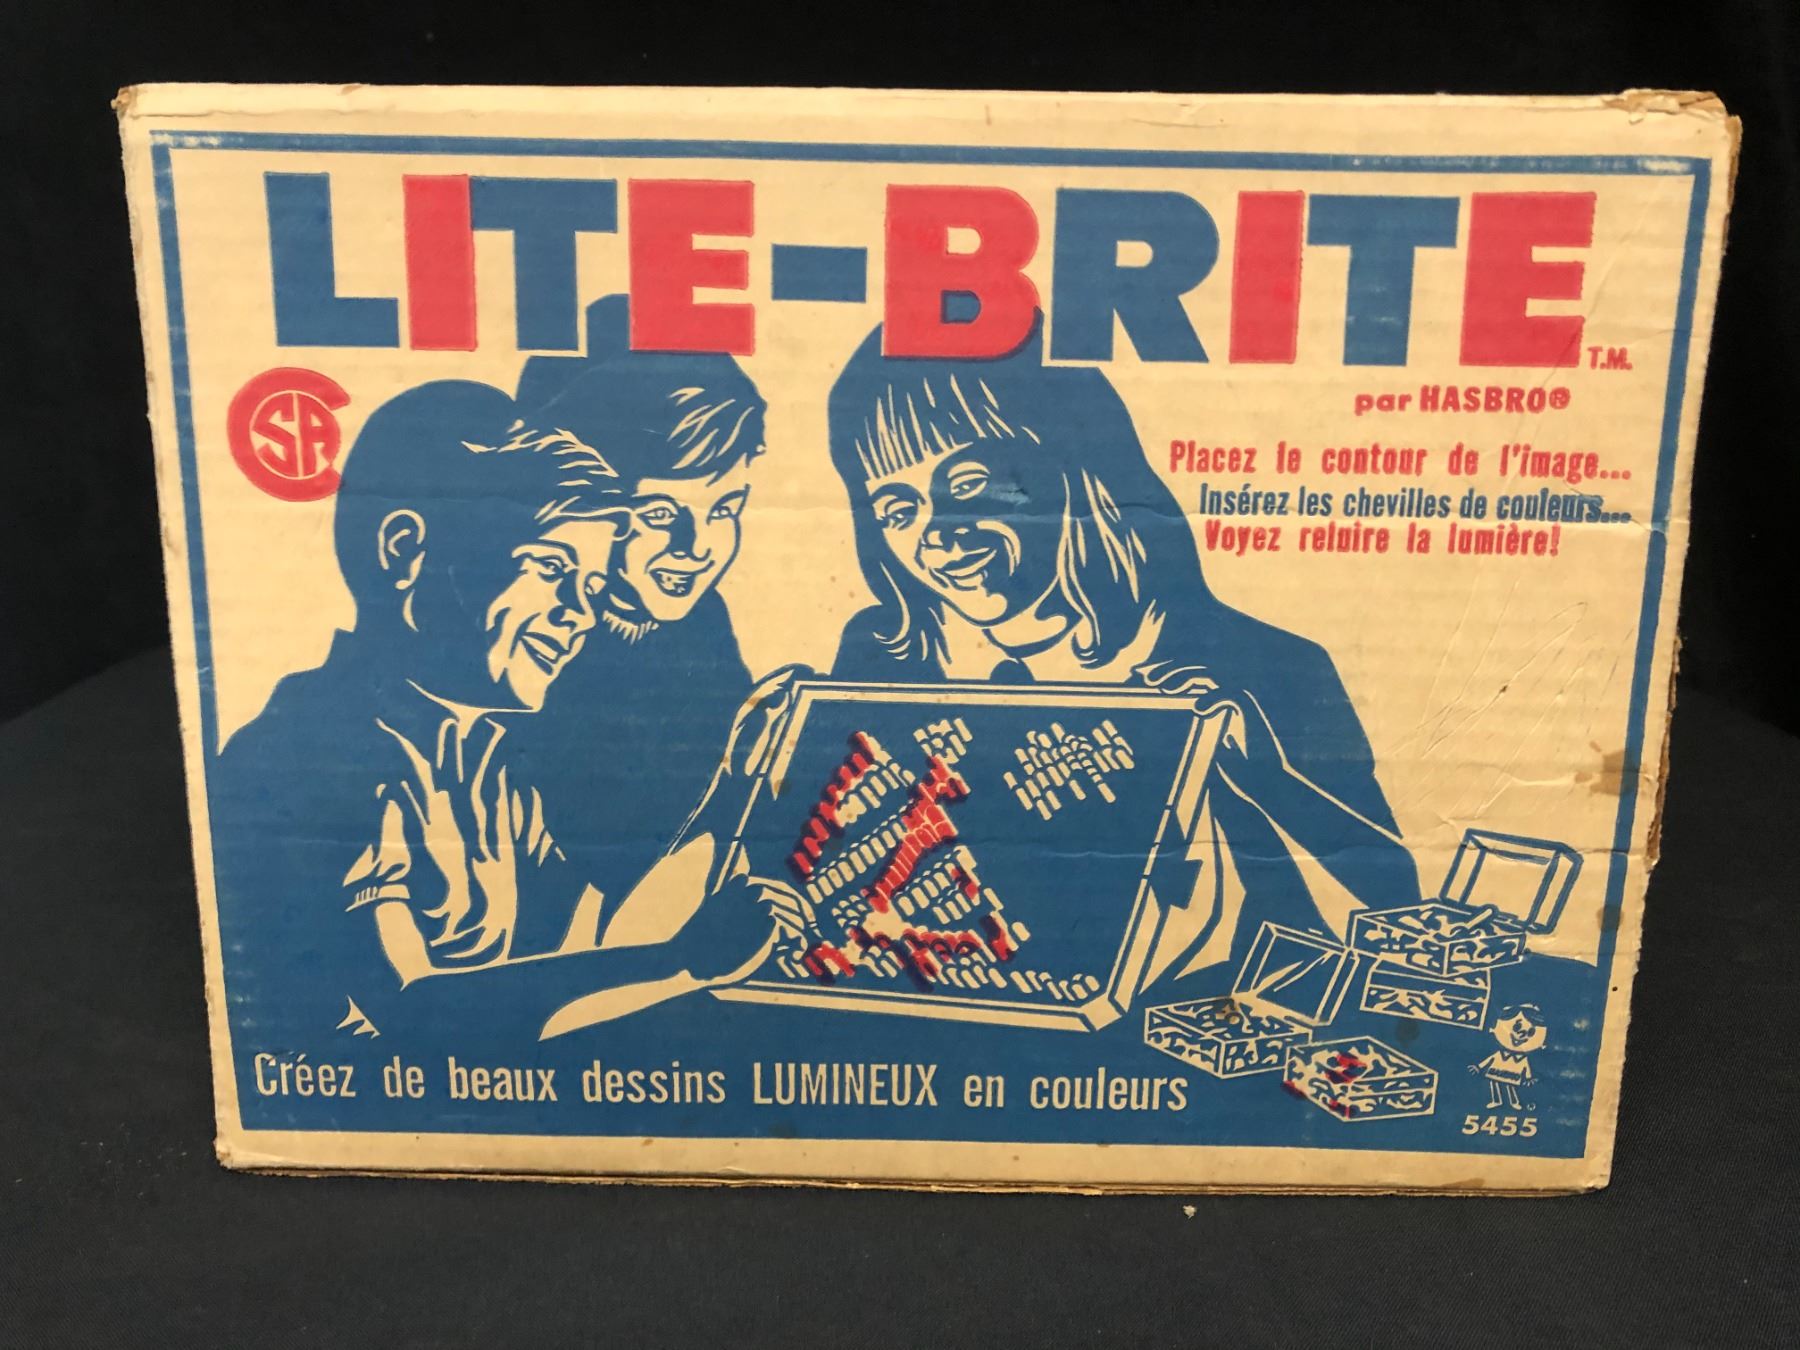 LITE-BRITE T.M.
par HASBRO®
CSA
Placez le contour de l'image...
Insérez les chevilles de couleurs...
Voyez reluire la lumière!
Créez de beaux dessins LUMINEUX en couleurs
5455